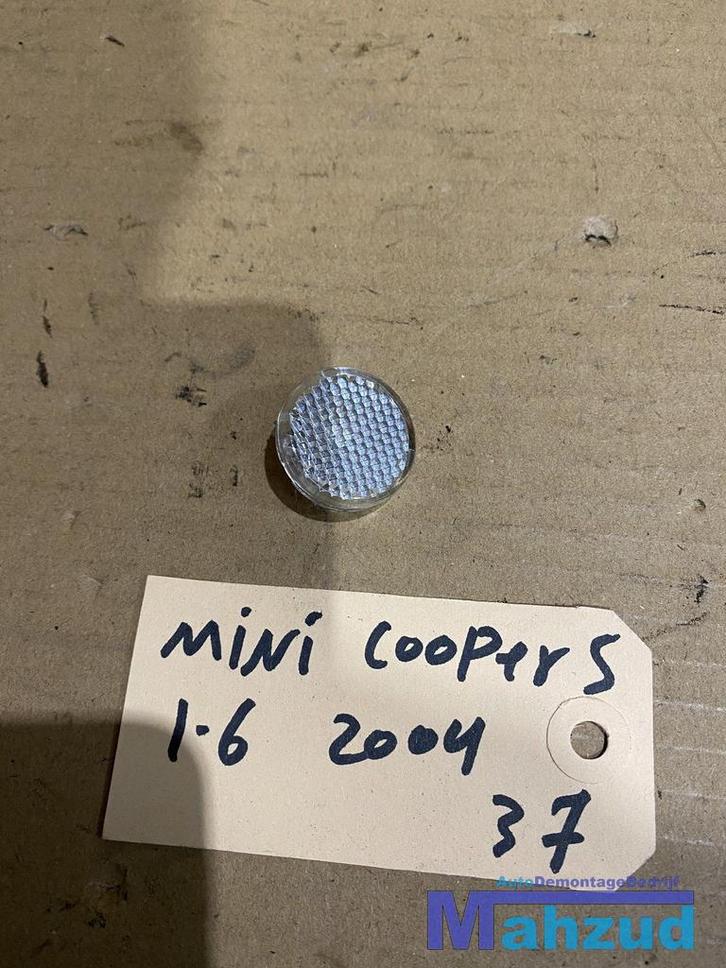 MiNi CooPer S
1.6 2004
37
AutoDemontageBedrijf
Mahzud